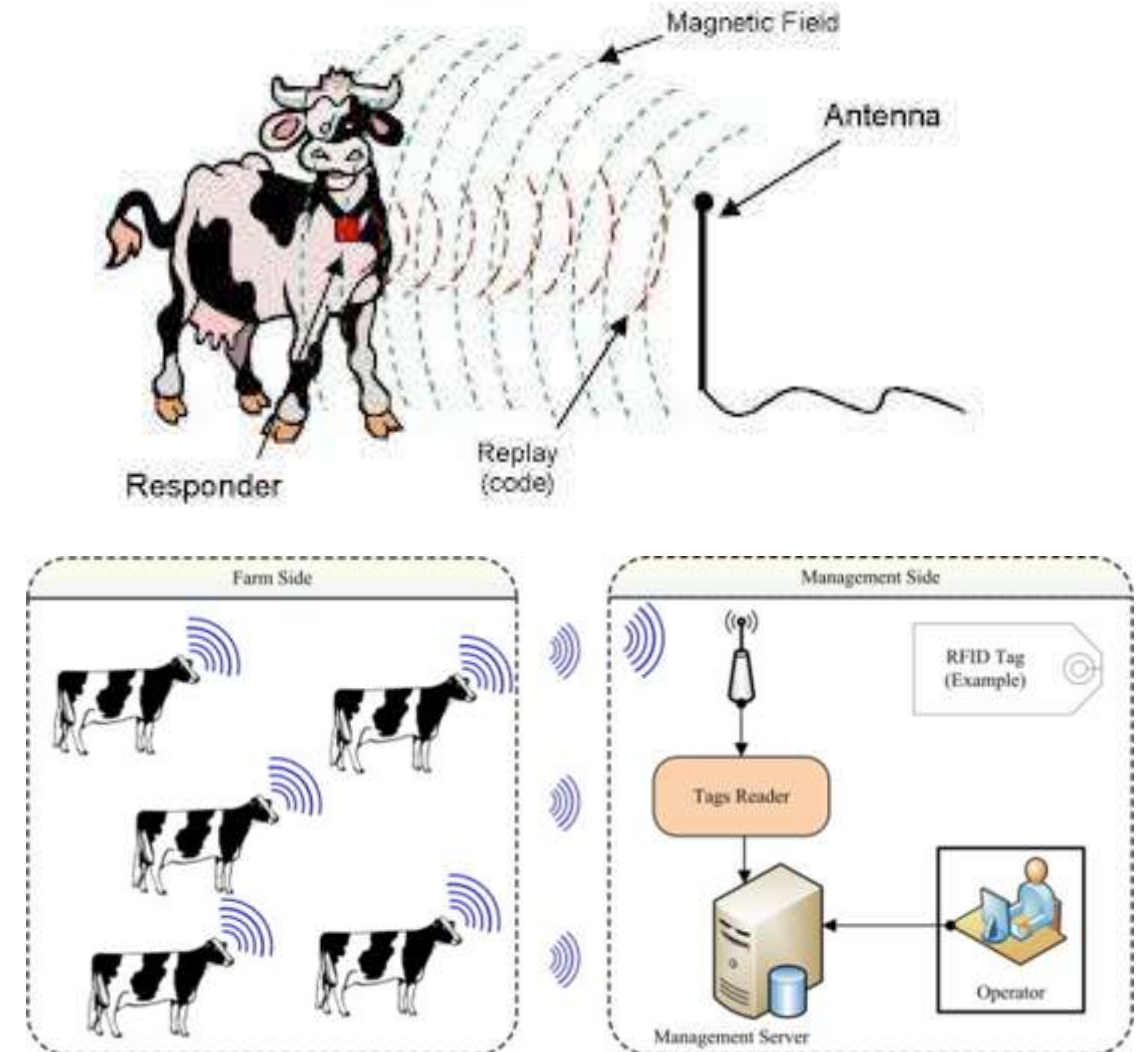 Magnetic Field
Antenna
Replay
(code)
Responder
Farm Side
Management Side
RFID Tag
(Example)
Tags Reader
Operator
Management Server